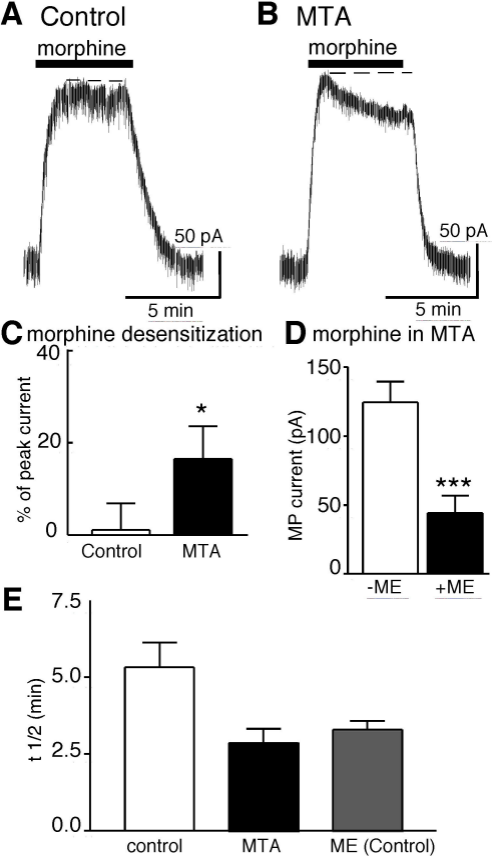 A Control
morphine
50 pA
5 min
B MTA
morphine
50 pA
5 min
C morphine desensitization
% of peak current
40
20
0
*
Control MTA
D morphine in MTA
MP current (pA)
150
100
50
0
***
-ME +ME
E
t 1/2 (min)
7.5
5.0
2.5
0.0
control MTA ME (Control)